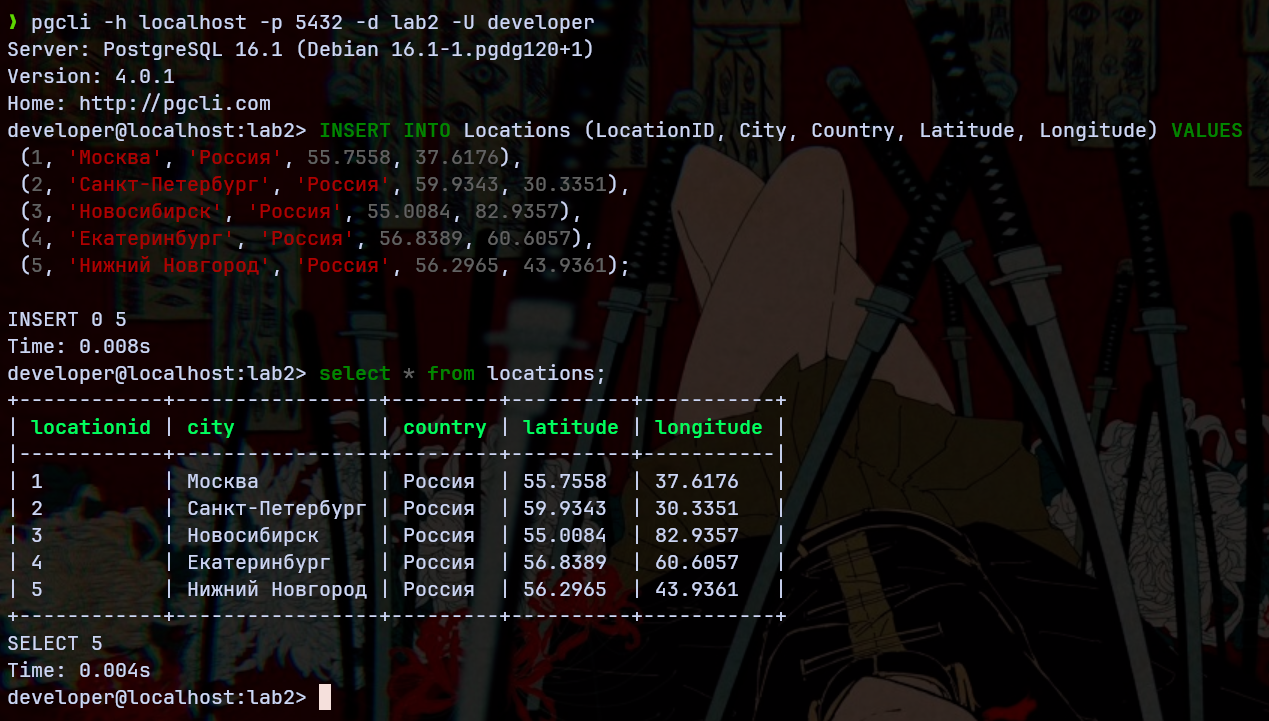 ❯ pgcli -h localhost -p 5432 -d lab2 -U developer
Server: PostgreSQL 16.1 (Debian 16.1-1.pgdg120+1)
Version: 4.0.1
Home: http://pgcli.com
developer@localhost:lab2> INSERT INTO Locations (LocationID, City, Country, Latitude, Longitude) VALUES
(1, 'Москва', 'Россия', 55.7558, 37.6176),
(2, 'Санкт-Петербург', 'Россия', 59.9343, 30.3351),
(3, 'Новосибирск', 'Россия', 55.0084, 82.9357),
(4, 'Екатеринбург', 'Россия', 56.8389, 60.6057),
(5, 'Нижний Новгород', 'Россия', 56.2965, 43.9361);
INSERT 0 5
Time: 0.008s
developer@localhost:lab2> select * from locations;
+------------+-----------------+---------+----------+-----------+
| locationid | city            | country | latitude | longitude |
|------------+-----------------+---------+----------+-----------|
| 1          | Москва          | Россия  | 55.7558  | 37.6176   |
| 2          | Санкт-Петербург | Россия  | 59.9343  | 30.3351   |
| 3          | Новосибирск     | Россия  | 55.0084  | 82.9357   |
| 4          | Екатеринбург    | Россия  | 56.8389  | 60.6057   |
| 5          | Нижний Новгород | Россия  | 56.2965  | 43.9361   |
+------------+-----------------+---------+----------+-----------+
SELECT 5
Time: 0.004s
developer@localhost:lab2>